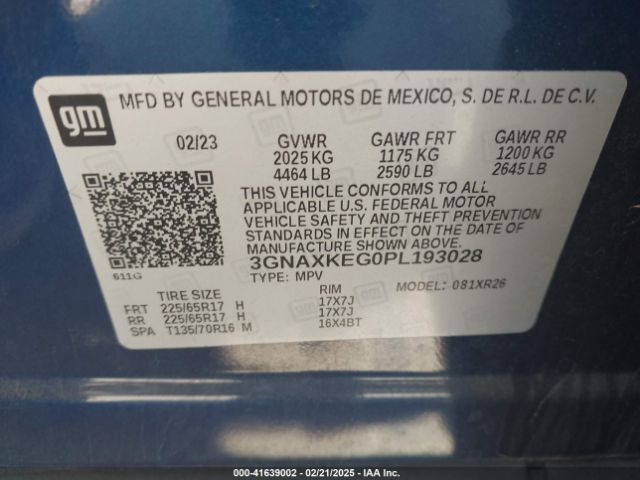 gm
MFD BY GENERAL MOTORS DE MEXICO, S. DE R.L. DE C.V.
02/23 GVWR GAWR FRT GAWR RR
2025 KG 1175 KG 1200 KG
4464 LB 2590 LB 2645 LB
THIS VEHICLE CONFORMS TO ALL
APPLICABLE U.S. FEDERAL MOTOR
VEHICLE SAFETY AND THEFT PREVENTION
STANDARDS IN EFFECT ON THE DATE OF
MANUFACTURE SHOWN ABOVE.
3GNAXKEG0PL193028
611G
TYPE: MPV MODEL: 081XR26
TIRE SIZE RIM
FRT 225/65R17 H 17X7J
RR 225/65R17 H 17X7J
SPA T135/70R16 M 16X4BT
000-41639002 - 02/21/2025 - IAA Inc.